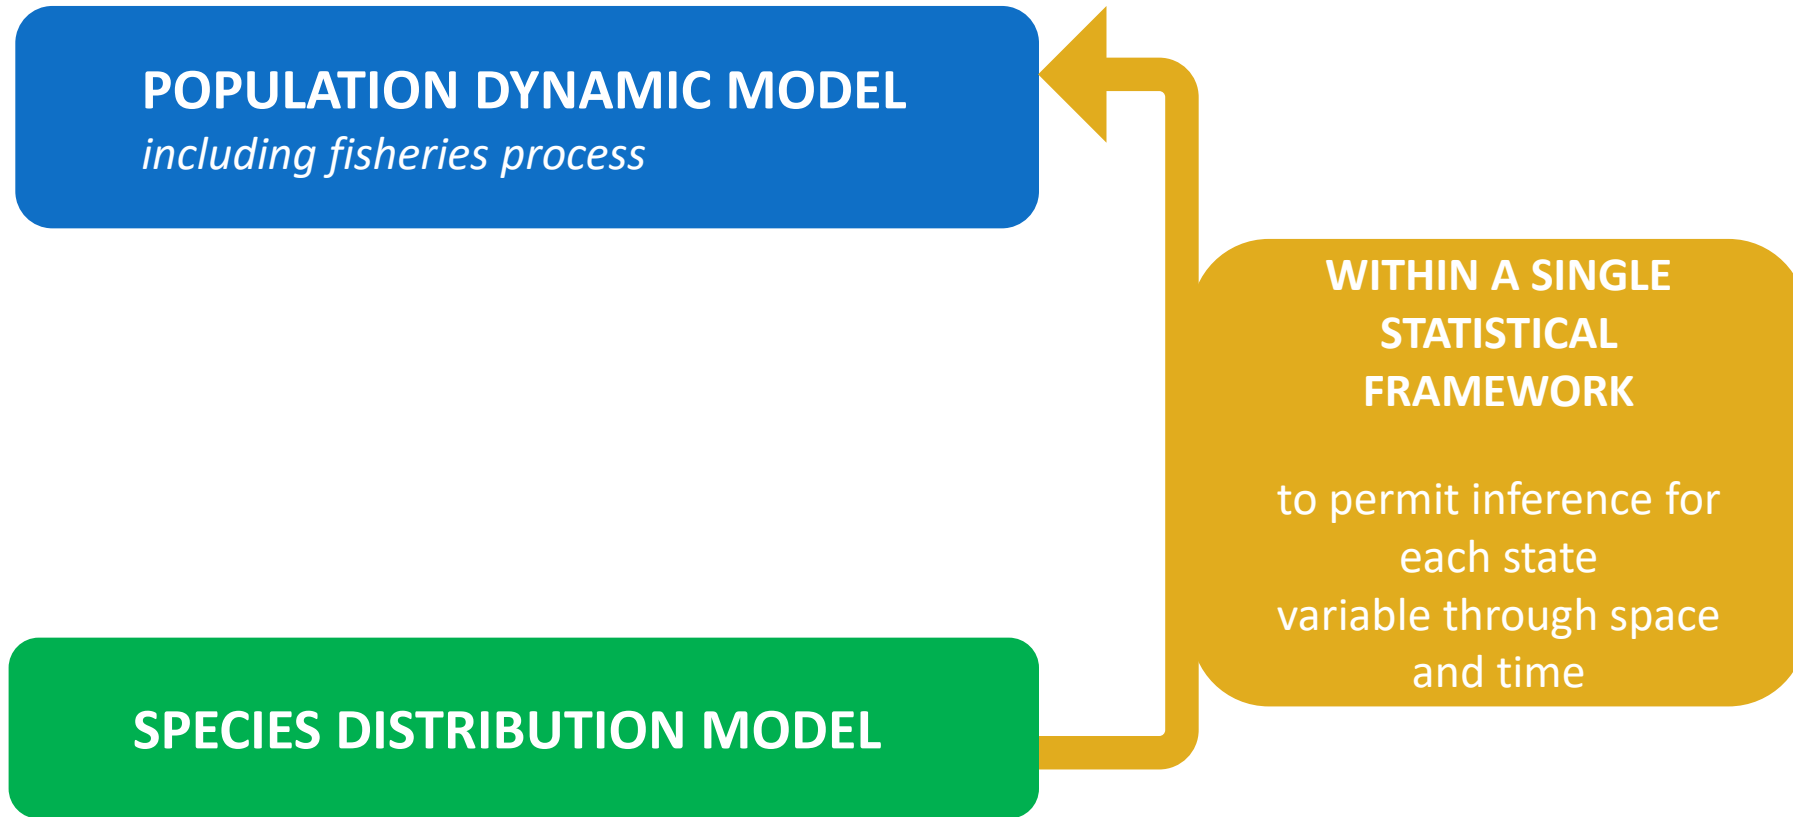 POPULATION DYNAMIC MODEL
including fisheries process
WITHIN A SINGLE
STATISTICAL
FRAMEWORK
to permit inference for
each state
variable through space
and time
SPECIES DISTRIBUTION MODEL